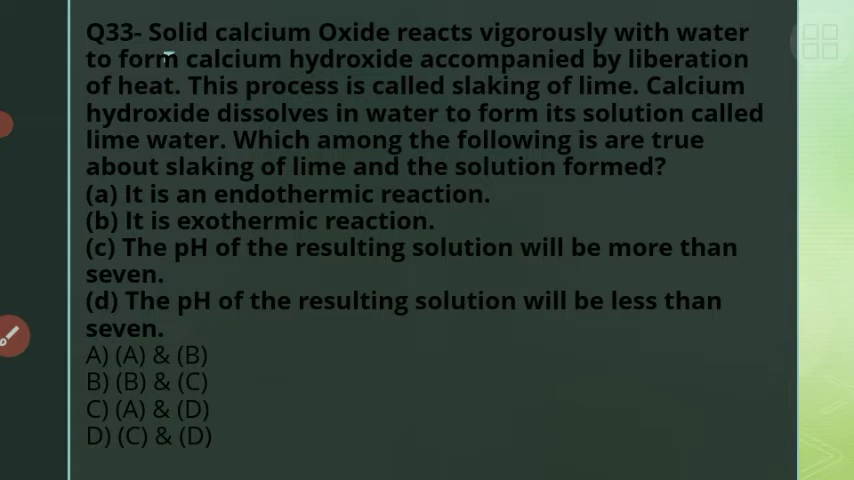 Q33- Solid calcium Oxide reacts vigorously with water
to form calcium hydroxide accompanied by liberation
of heat. This process is called slaking of lime. Calcium
hydroxide dissolves in water to form its solution called
lime water. Which among the following is are true
about slaking of lime and the solution formed?
(a) It is an endothermic reaction.
(b) It is exothermic reaction.
(c) The pH of the resulting solution will be more than
seven.
(d) The pH of the resulting solution will be less than
seven.
A) (A) & (B)
B) (B) & (C)
C) (A) & (D)
D) (C) & (D)